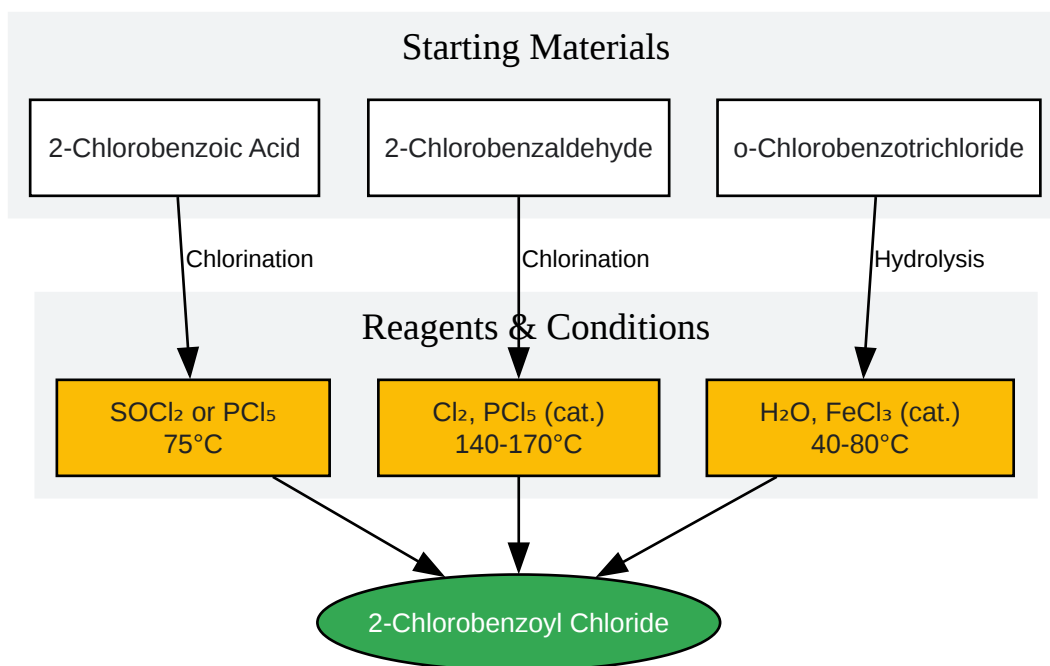 Starting Materials
2-Chlorobenzoic Acid
2-Chlorobenzaldehyde
o-Chlorobenzotrichloride
Chlorination
Chlorination
Hydrolysis
Reagents & Conditions
SOCl₂ or PCl₅
75°C
Cl₂, PCl₅ (cat.)
140-170°C
H₂O, FeCl₃ (cat.)
40-80°C
2-Chlorobenzoyl Chloride